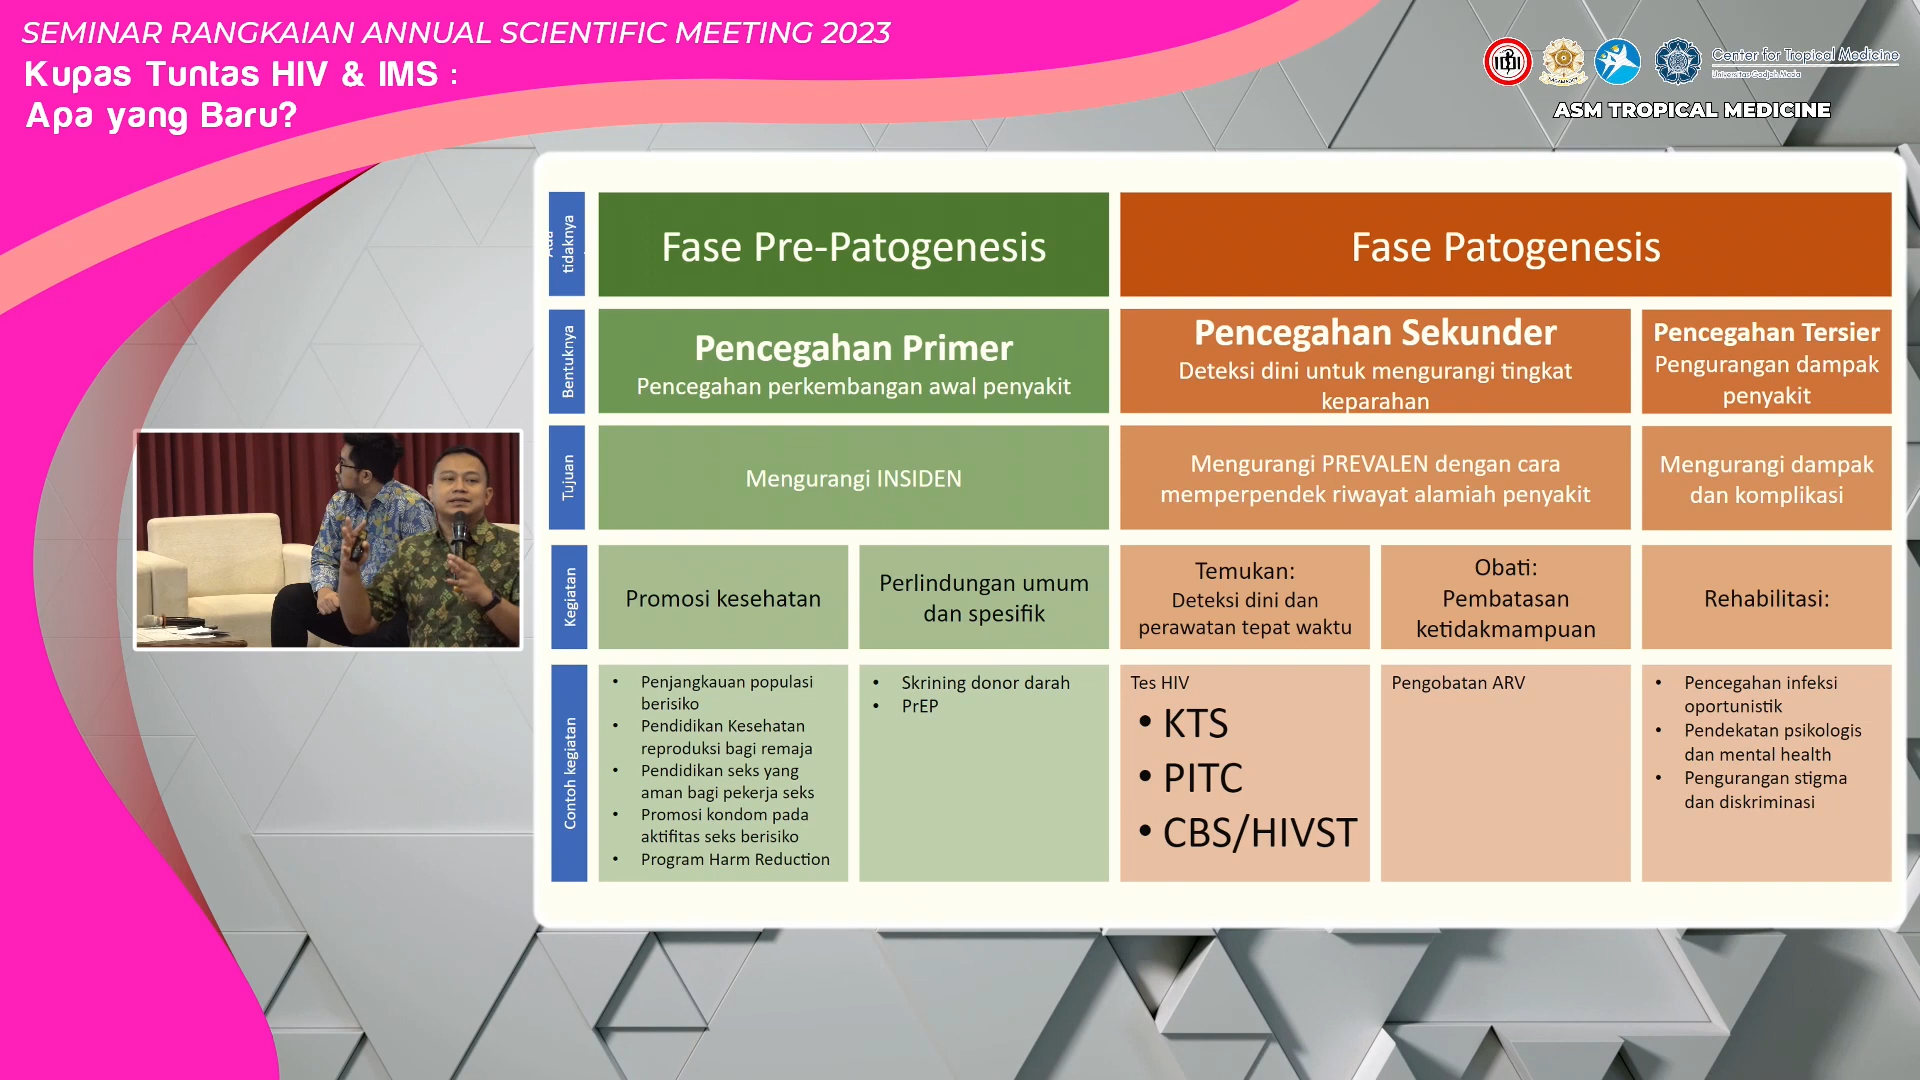 SEMINAR RANGKAIAN ANNUAL SCIENTIFIC MEETING 2023
Kupas Tuntas HIV & IMS :
Apa yang Baru?
Center for Tropical Medicine
Universitas Gadjah Mada
ASM TROPICAL MEDICINE
tidaknya
Fase Pre-Patogenesis
Fase Patogenesis
Bentuknya
Pencegahan Primer
Pencegahan perkembangan awal penyakit
Pencegahan Sekunder
Deteksi dini untuk mengurangi tingkat
keparahan
Pencegahan Tersier
Pengurangan dampak
penyakit
Tujuan
Mengurangi INSIDEN
Mengurangi PREVALEN dengan cara
memperpendek riwayat alamiah penyakit
Mengurangi dampak
dan komplikasi
Kegiatan
Promosi kesehatan
Perlindungan umum
dan spesifik
Temukan:
Deteksi dini dan
perawatan tepat waktu
Obati:
Pembatasan
ketidakmampuan
Rehabilitasi:
Contoh kegiatan
• Penjangkauan populasi
berisiko
• Pendidikan Kesehatan
reproduksi bagi remaja
• Pendidikan seks yang
aman bagi pekerja seks
• Promosi kondom pada
aktifitas seks berisiko
• Program Harm Reduction
• Skrining donor darah
• PrEP
Tes HIV
• KTS
• PITC
• CBS/HIVST
Pengobatan ARV
• Pencegahan infeksi
oportunistik
• Pendekatan psikologis
dan mental health
• Pengurangan stigma
dan diskriminasi